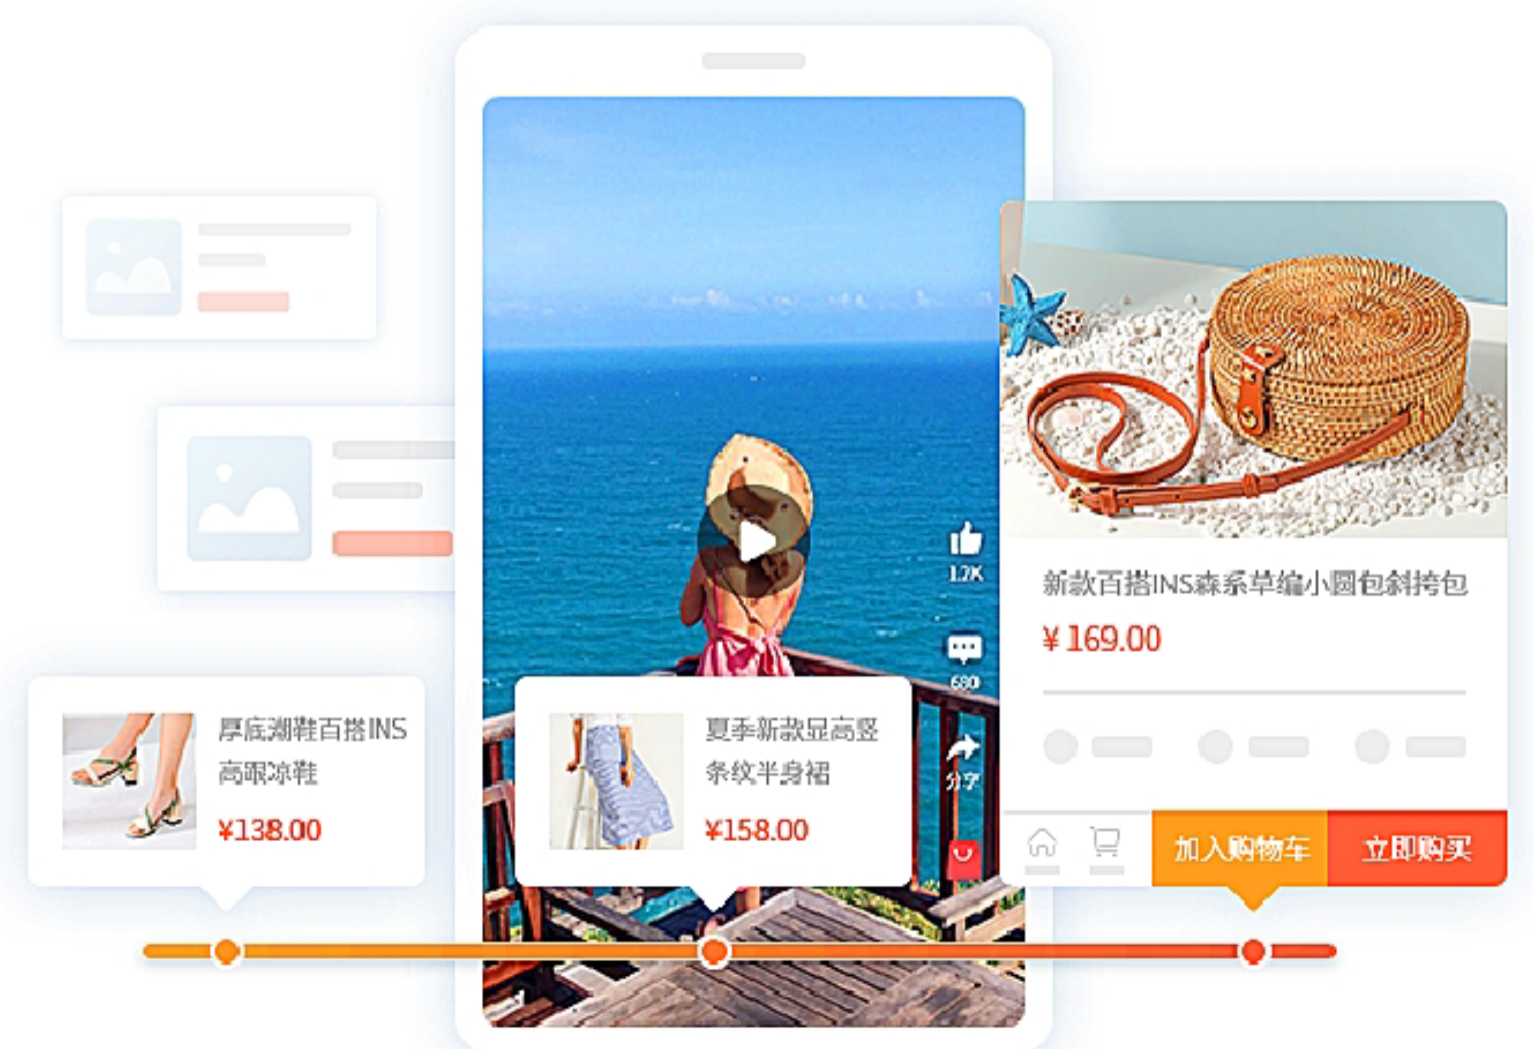 1.2K
680
分享
厚底潮鞋百搭INS
高跟凉鞋
¥138.00
夏季新款显高竖
条纹半身裙
¥158.00
新款百搭INS森系草编小圆包斜挎包
¥ 169.00
加入购物车
立即购买